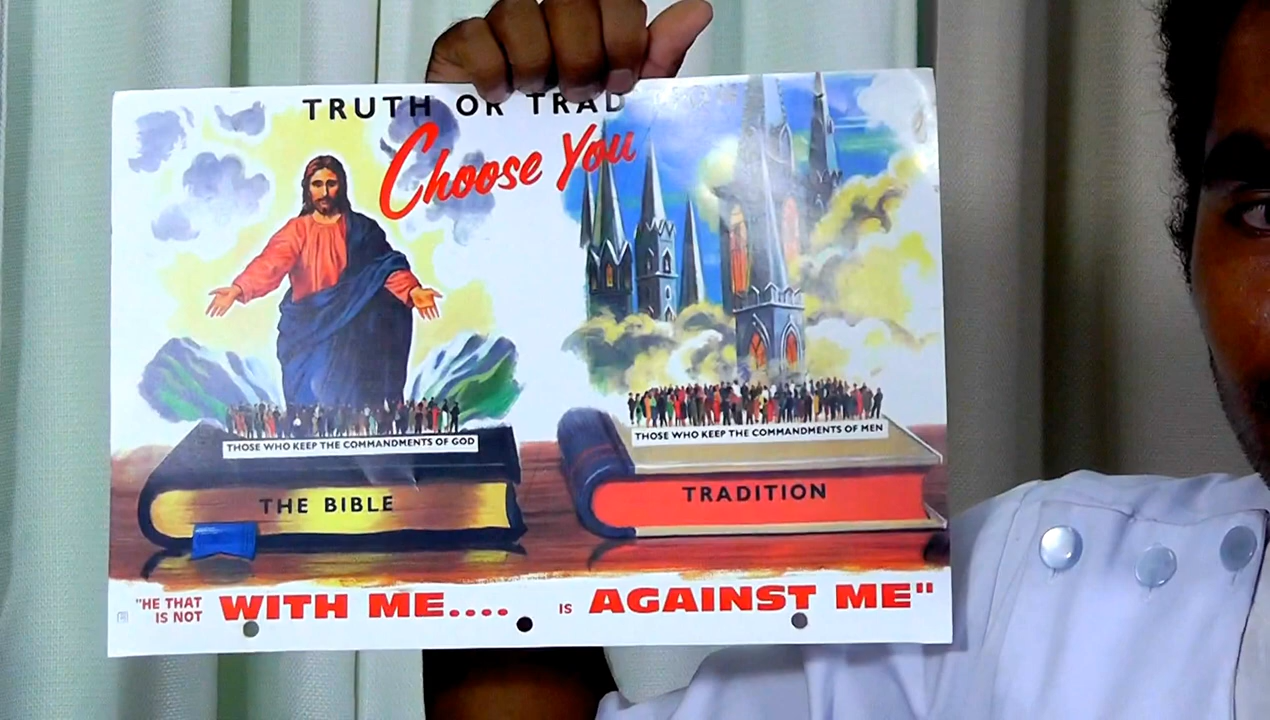 TRUTH OR TRAD
Choose You
THOSE WHO KEEP THE COMMANDMENTS OF GOD
THOSE WHO KEEP THE COMMANDMENTS OF MEN
THE BIBLE
TRADITION
"HE THAT IS NOT WITH ME.... IS AGAINST ME"